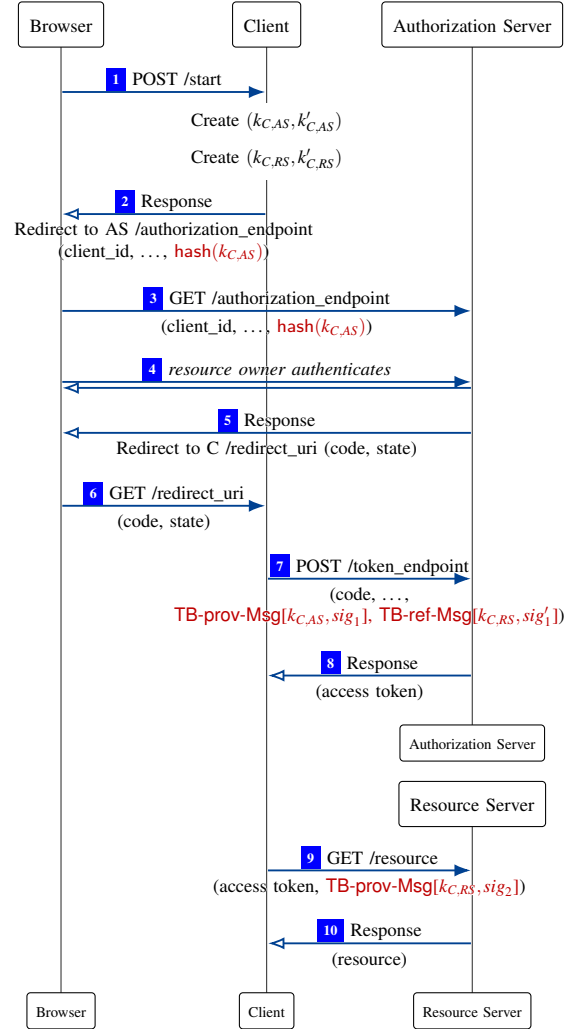 Browser Client Authorization Server
1 POST /start
Create (k_{C,AS}, k′_{C,AS})
Create (k_{C,RS}, k′_{C,RS})
2 Response
Redirect to AS /authorization_endpoint
(client_id, …, hash(k_{C,AS}))
3 GET /authorization_endpoint
(client_id, …, hash(k_{C,AS}))
4 resource owner authenticates
5 Response
Redirect to C /redirect_uri (code, state)
6 GET /redirect_uri
(code, state)
7 POST /token_endpoint
(code, …,
TB-prov-Msg[k_{C,AS}, sig_1], TB-ref-Msg[k_{C,RS}, sig′_1])
8 Response
(access token)
Authorization Server
Resource Server
9 GET /resource
(access token, TB-prov-Msg[k_{C,RS}, sig_2])
10 Response
(resource)
Browser Client Resource Server